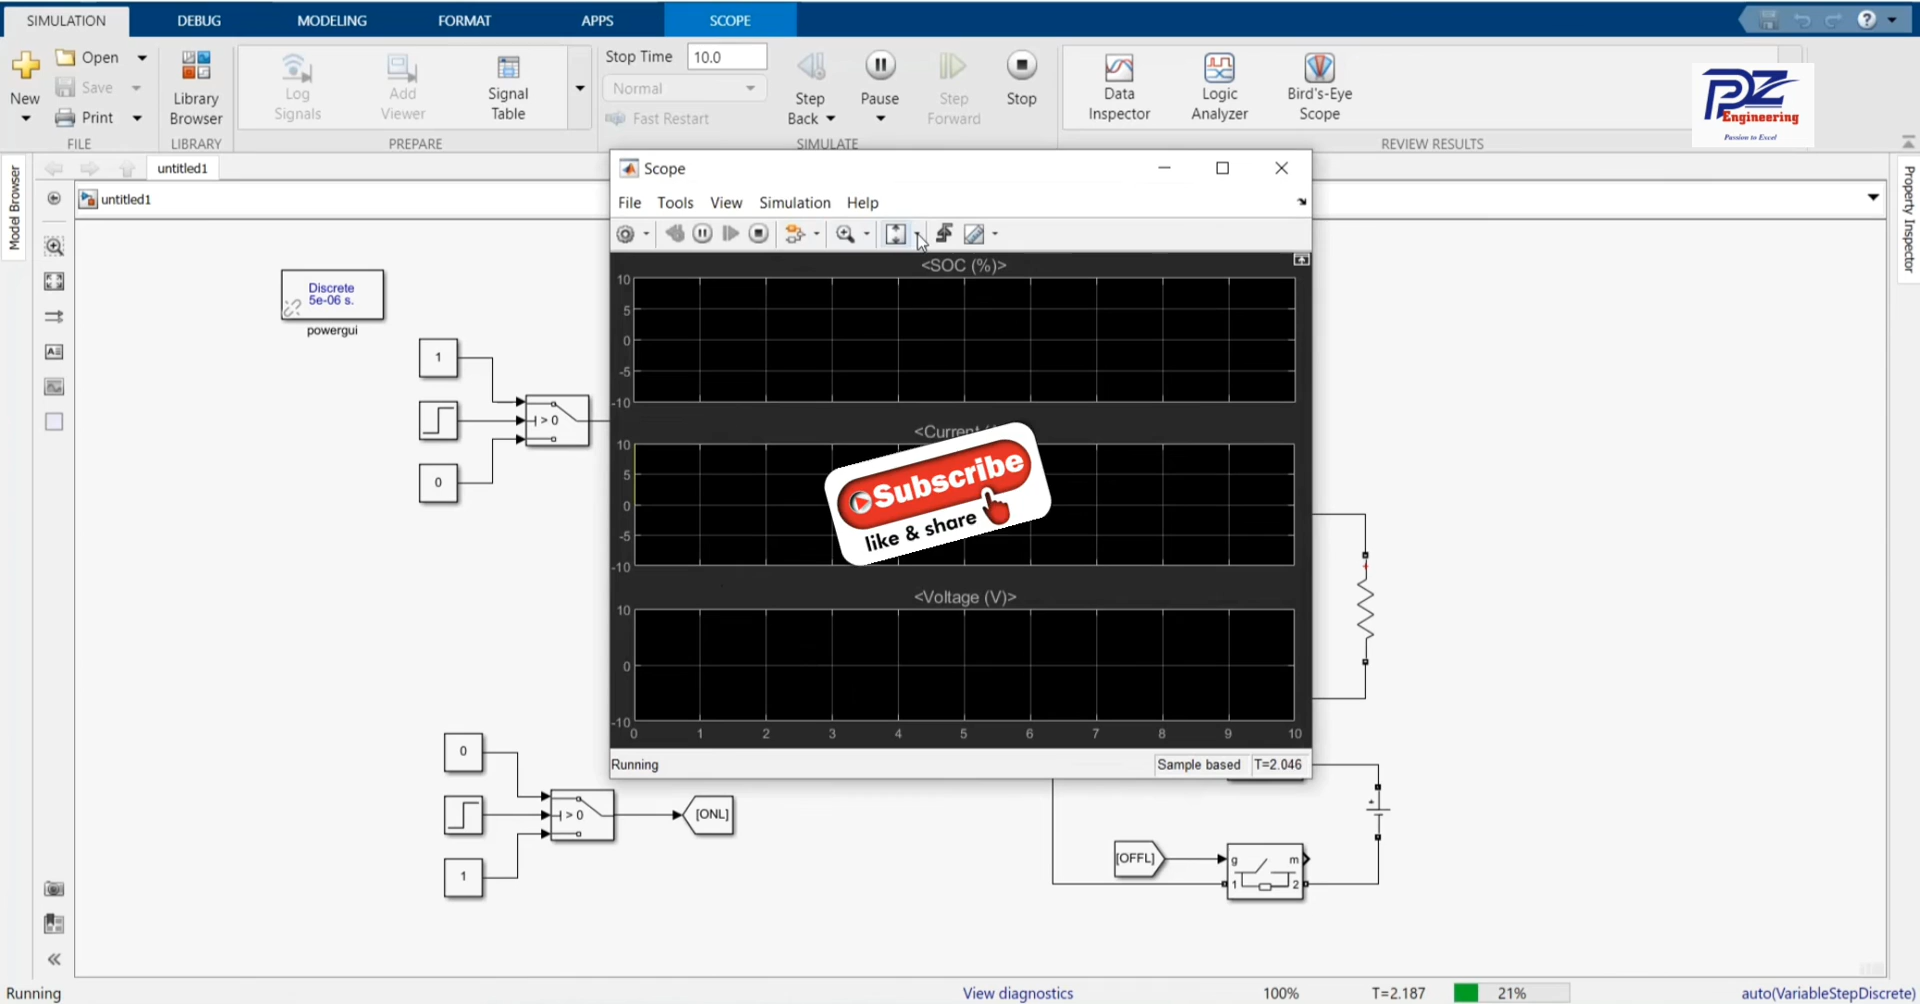 SIMULATION
DEBUG
MODELING
FORMAT
APPS
SCOPE
?
New
Open
Save
Print
FILE
Library
Browser
LIBRARY
Log
Signals
Add
Viewer
Signal
Table
PREPARE
Stop Time 10.0
Normal
Fast Restart
Step
Back
Pause
Step
Forward
Stop
SIMULATE
Data
Inspector
Logic
Analyzer
Bird's-Eye
Scope
REVIEW RESULTS
PZ
Engineering
Passion to Excel
Model Browser
Property Inspector
untitled1
untitled1
Discrete
5e-06 s.
powergui
1
> 0
0
0
> 0
1
[ONL]
Scope
File Tools View Simulation Help
<SOC (%)>
10
5
0
-5
-10
<Current
10
5
0
-5
-10
Subscribe
like & share
<Voltage (V)>
10
0
-10
0 1 2 3 4 5 6 7 8 9 10
Running
Sample based
T=2.046
[OFFL]
g m
1 2
+
Running
View diagnostics
100%
T=2.187
21%
auto(VariableStepDiscrete)